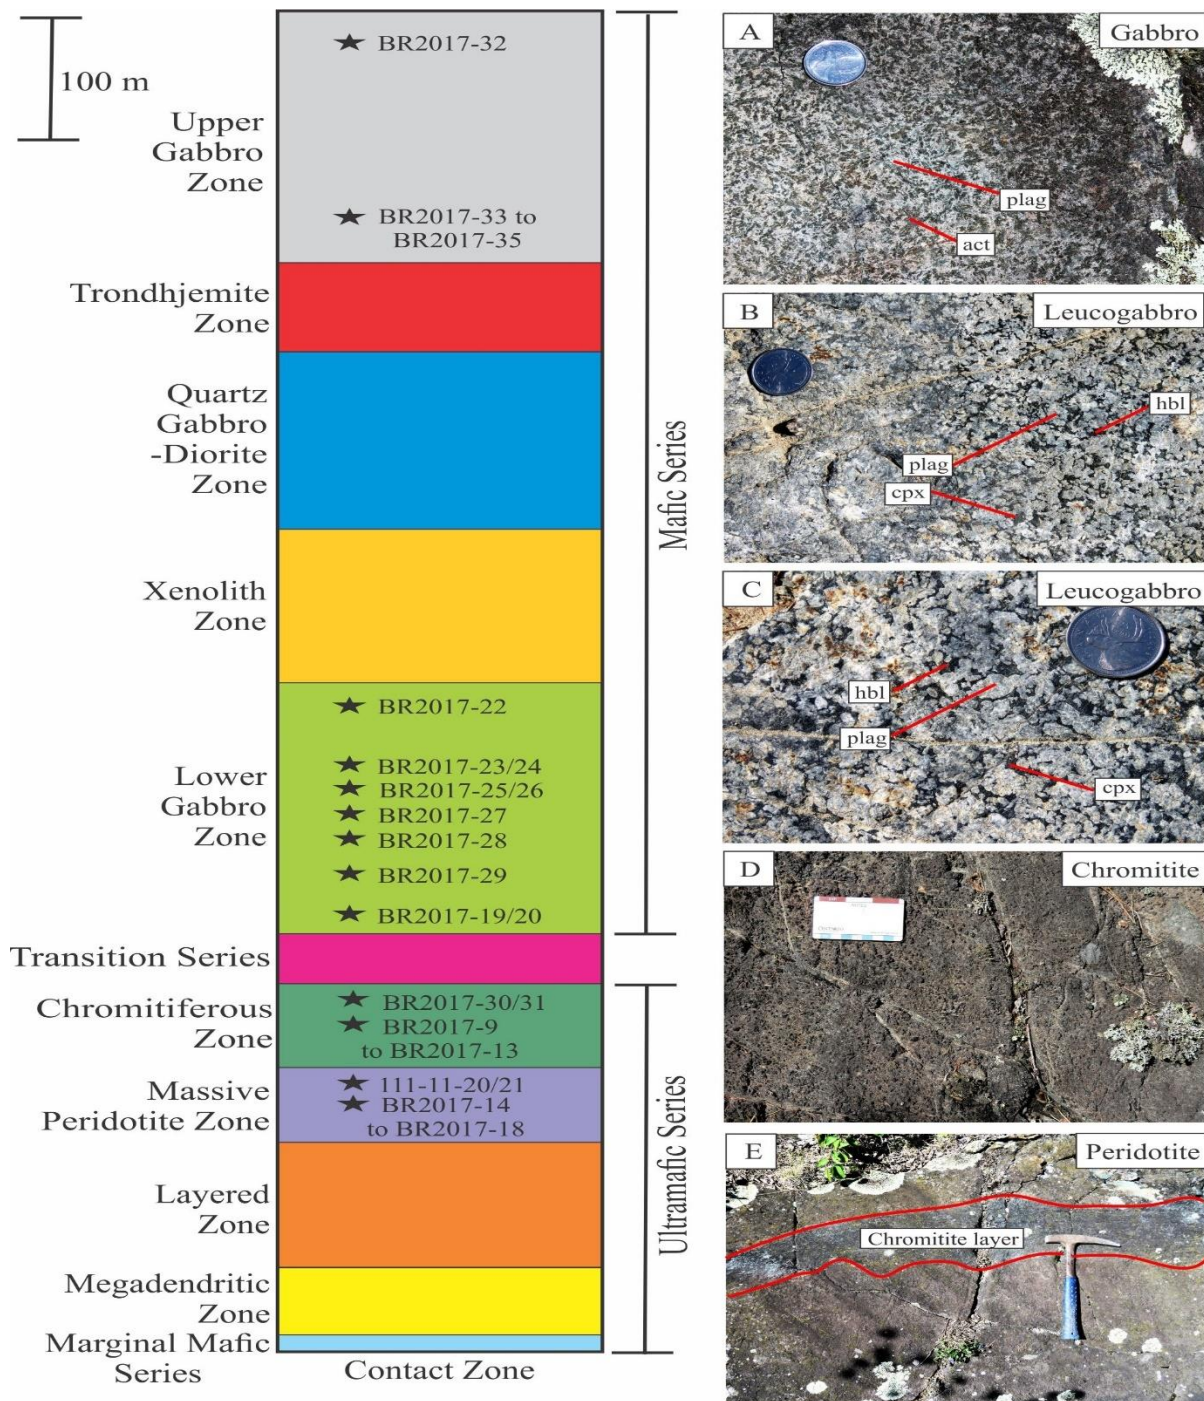 100 m
Upper
Gabbro
Zone
★ BR2017-32
★ BR2017-33 to
BR2017-35
Trondhjemite
Zone
Quartz
Gabbro
-Diorite
Zone
Xenolith
Zone
Lower
Gabbro
Zone
★ BR2017-22
★ BR2017-23/24
★ BR2017-25/26
★ BR2017-27
★ BR2017-28
★ BR2017-29
★ BR2017-19/20
Transition Series
Chromitiferous
Zone
★ BR2017-30/31
★ BR2017-9
to BR2017-13
Massive
Peridotite Zone
★ 111-11-20/21
★ BR2017-14
to BR2017-18
Layered
Zone
Megadendritic
Zone
Marginal Mafic
Series
Contact Zone
Mafic Series
Ultramafic Series
A
Gabbro
plag
act
B
Leucogabbro
hbl
plag
cpx
C
Leucogabbro
hbl
plag
cpx
D
Chromitite
E
Peridotite
Chromitite layer